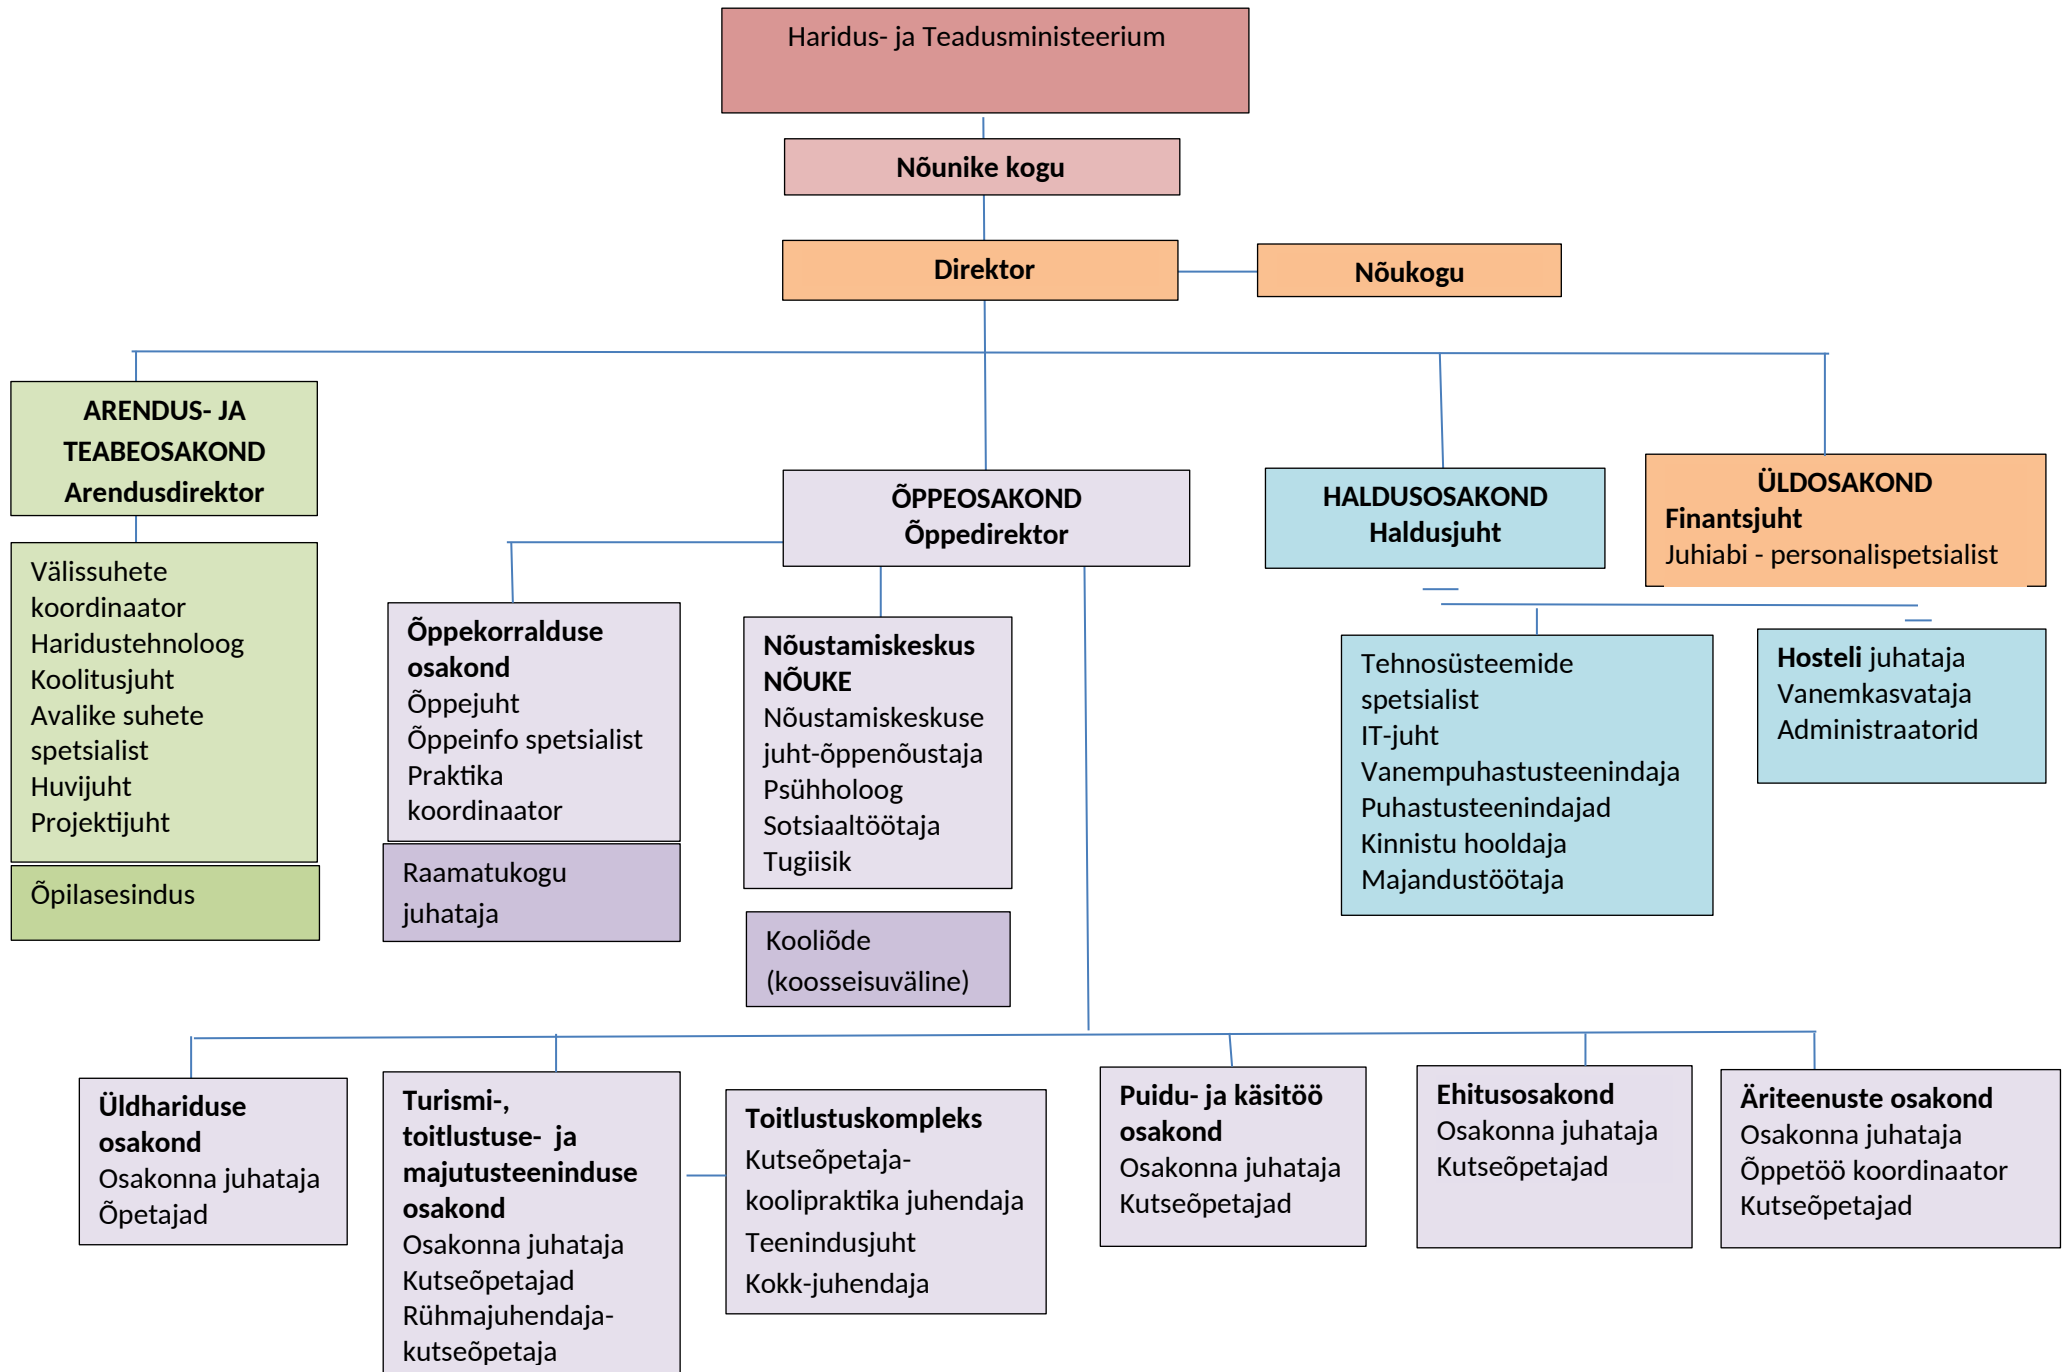 Haridus- ja Teadusministeerium
Nõunike kogu
Direktor
Nõukogu
ARENDUS- JA
TEABEOSAKOND
Arendusdirektor
ÕPPEOSAKOND
Õppedirektor
HALDUSOSAKOND
Haldusjuht
ÜLDOSAKOND
Finantsjuht
Juhiabi - personalispetsialist
Välissuhete
koordinaator
Haridustehnoloog
Koolitusjuht
Avalike suhete
spetsialist
Huvijuht
Projektijuht
Õpilasesindus
Õppekorralduse
osakond
Õppejuht
Õppeinfo spetsialist
Praktika
koordinaator
Raamatukogu
juhataja
Nõustamiskeskus
NÕUKE
Nõustamiskeskuse
juht-õppenõustaja
Psühholoog
Sotsiaaltöötaja
Tugiisik
Kooliõde
(koosseisuväline)
Tehnosüsteemide
spetsialist
IT-juht
Vanempuhastusteenindaja
Puhastusteenindajad
Kinnistu hooldaja
Majandustöötaja
Hosteli juhataja
Vanemkasvataja
Administraatorid
Üldhariduse
osakond
Osakonna juhataja
Õpetajad
Turismi-,
toitlustuse-  ja
majutusteeninduse
osakond
Osakonna juhataja
Kutseõpetajad
Rühmajuhendaja-
kutseõpetaja
Toitlustuskompleks
Kutseõpetaja-
koolipraktika juhendaja
Teenindusjuht
Kokk-juhendaja
Puidu- ja käsitöö
osakond
Osakonna juhataja
Kutseõpetajad
Ehitusosakond
Osakonna juhataja
Kutseõpetajad
Äriteenuste osakond
Osakonna juhataja
Õppetöö koordinaator
Kutseõpetajad